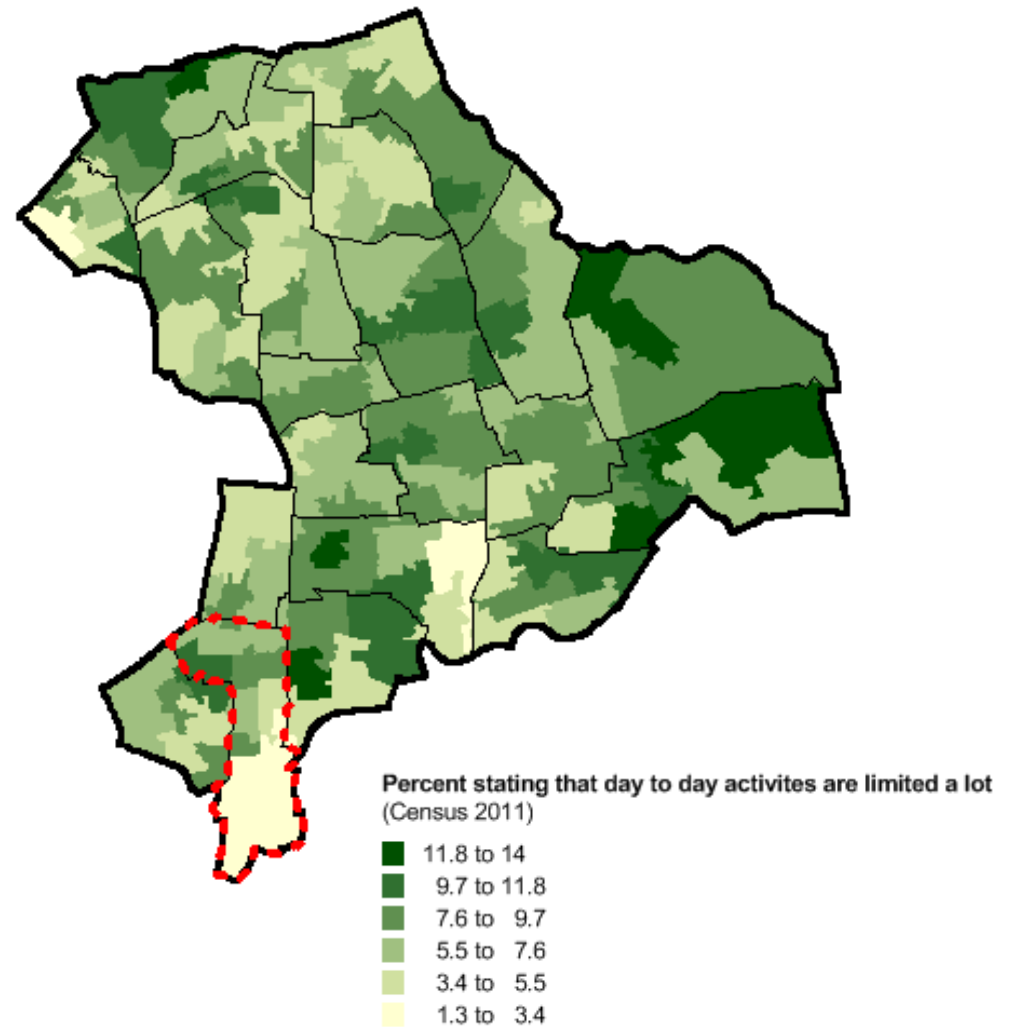 Percent stating that day to day activites are limited a lot
(Census 2011)
11.8 to 14
9.7 to 11.8
7.6 to 9.7
5.5 to 7.6
3.4 to 5.5
1.3 to 3.4